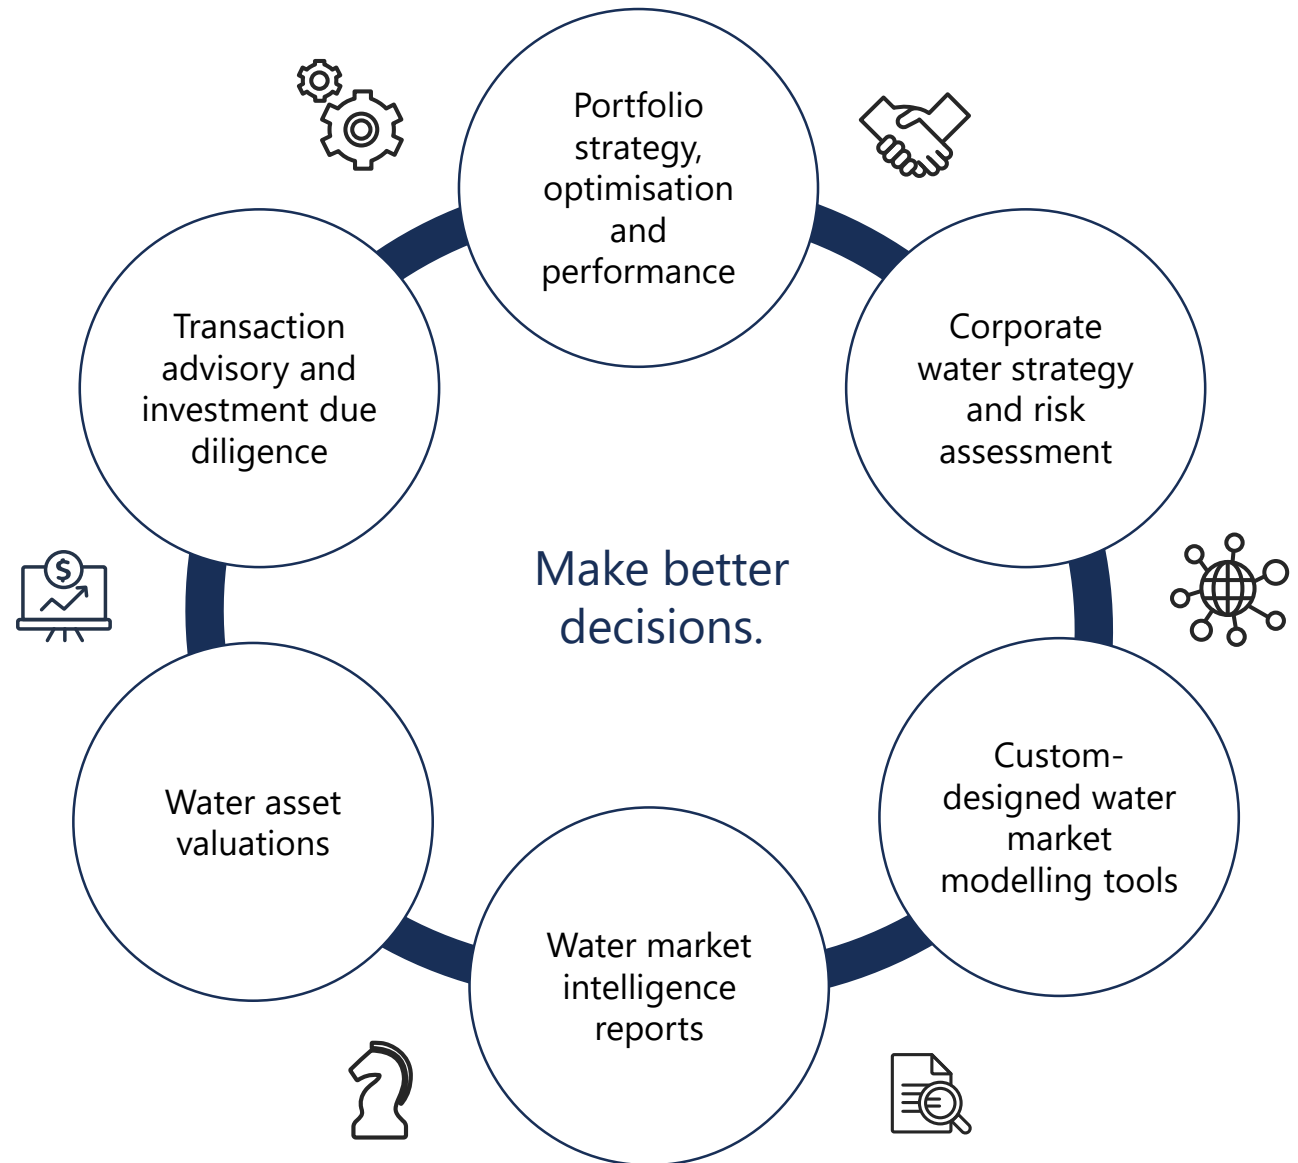 Portfolio
strategy,
optimisation
and
performance
Corporate
water strategy
and risk
assessment
Transaction
advisory and
investment due
diligence
Make better
decisions.
$
Custom-
designed water
market
modelling tools
Water asset
valuations
Water market
intelligence
reports